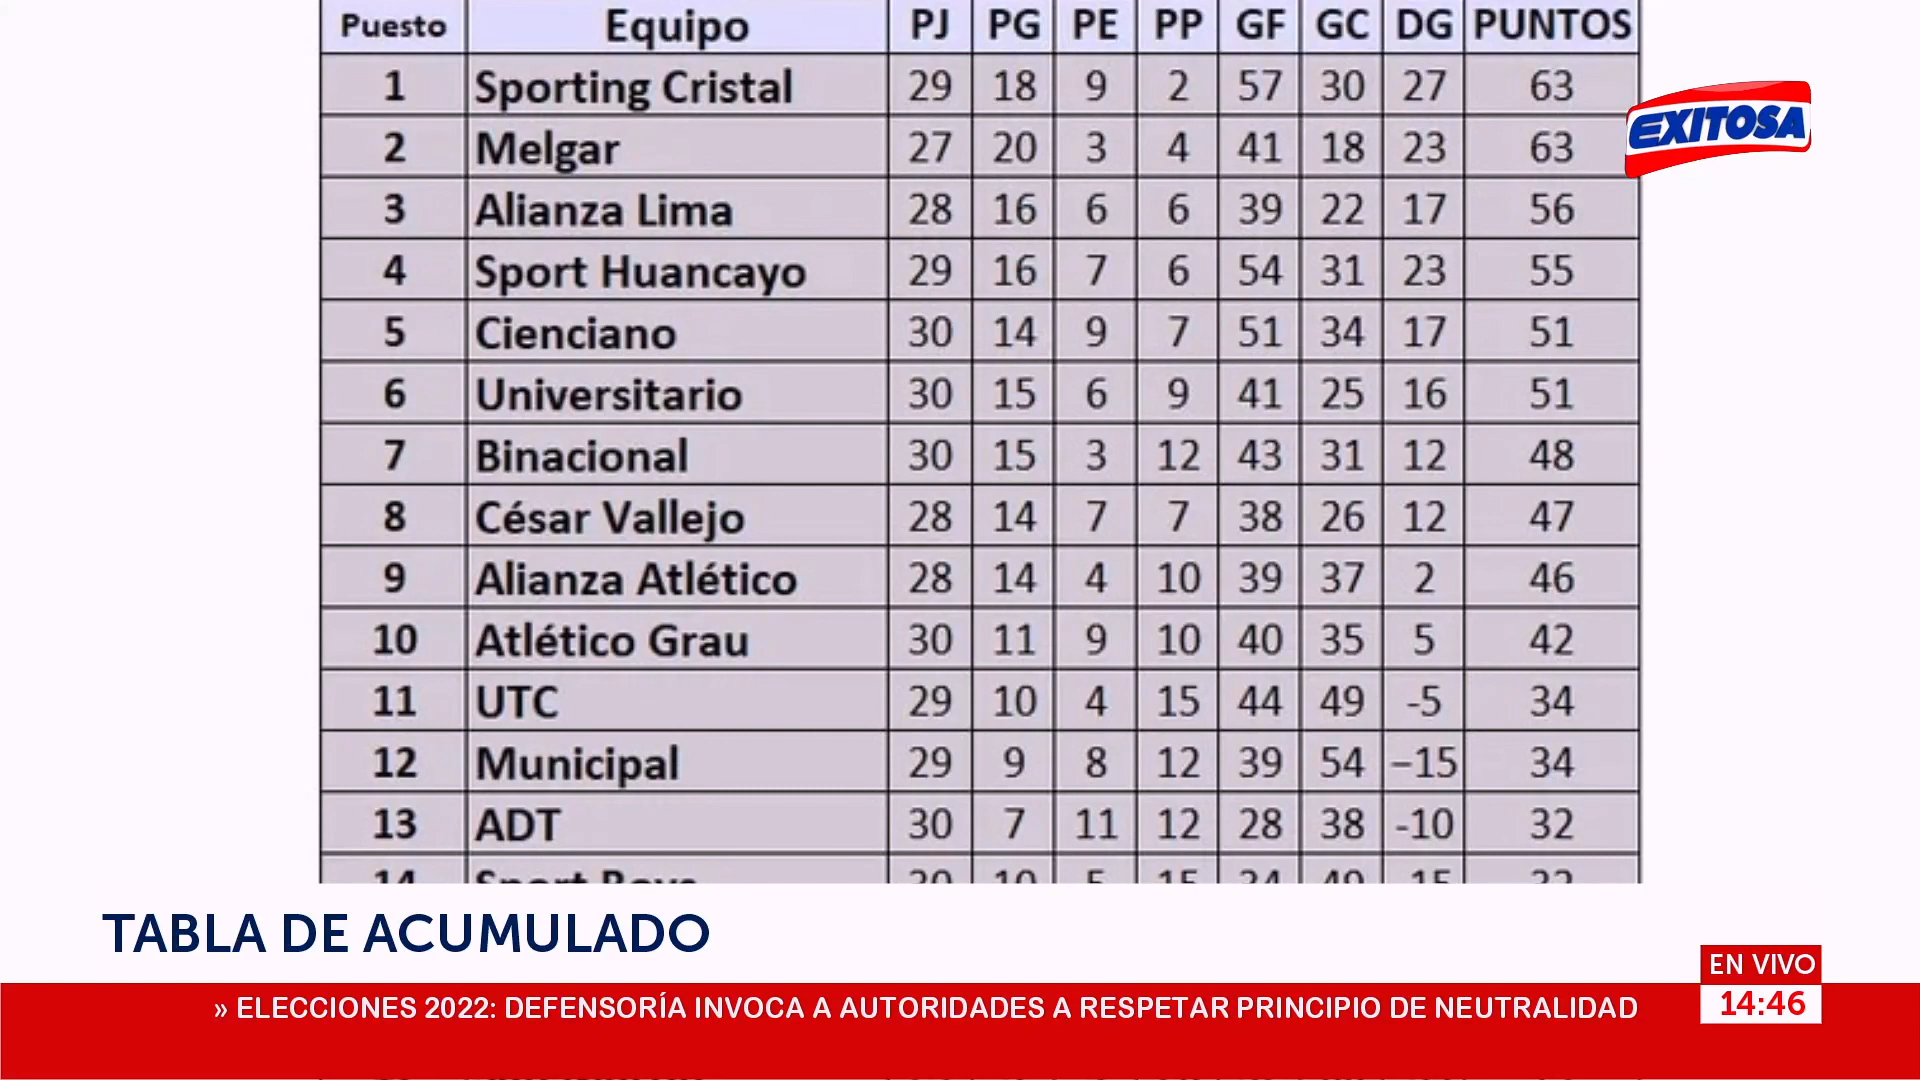 Puesto Equipo PJ PG PE PP GF GC DG PUNTOS
1 Sporting Cristal 29 18 9 2 57 30 27 63
2 Melgar 27 20 3 4 41 18 23 63
3 Alianza Lima 28 16 6 6 39 22 17 56
4 Sport Huancayo 29 16 7 6 54 31 23 55
5 Cienciano 30 14 9 7 51 34 17 51
6 Universitario 30 15 6 9 41 25 16 51
7 Binacional 30 15 3 12 43 31 12 48
8 César Vallejo 28 14 7 7 38 26 12 47
9 Alianza Atlético 28 14 4 10 39 37 2 46
10 Atlético Grau 30 11 9 10 40 35 5 42
11 UTC 29 10 4 15 44 49 -5 34
12 Municipal 29 9 8 12 39 54 −15 34
13 ADT 30 7 11 12 28 38 -10 32
14 Sport Boys 30 10 5 15
EXITOSA
TABLA DE ACUMULADO
EN VIVO
» ELECCIONES 2022: DEFENSORÍA INVOCA A AUTORIDADES A RESPETAR PRINCIPIO DE NEUTRALIDAD
14:46